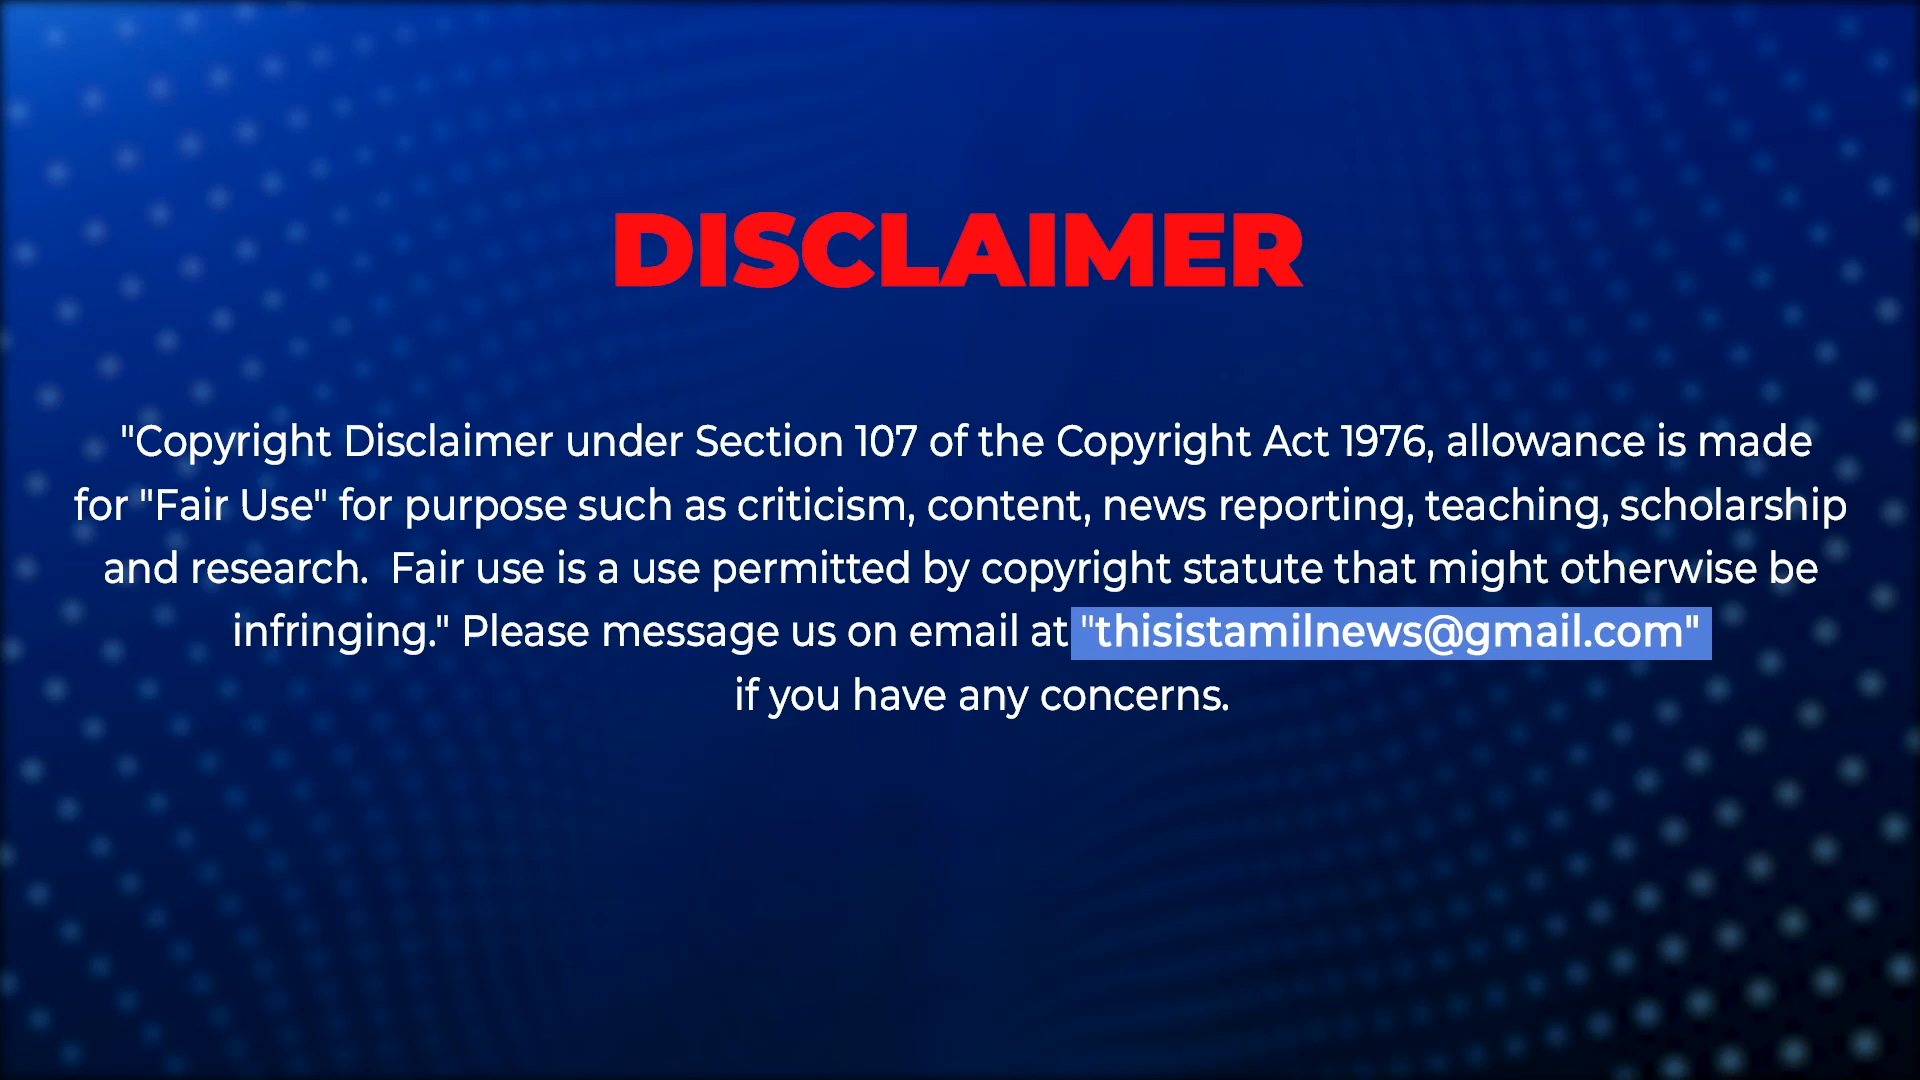 DISCLAIMER
"Copyright Disclaimer under Section 107 of the Copyright Act 1976, allowance is made
for "Fair Use" for purpose such as criticism, content, news reporting, teaching, scholarship
and research.  Fair use is a use permitted by copyright statute that might otherwise be
infringing." Please message us on email at "thisistamilnews@gmail.com"
if you have any concerns.